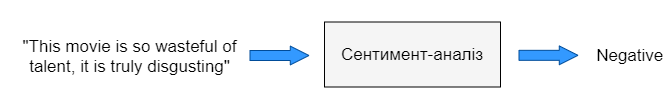 "This movie is so wasteful of
talent, it is truly disgusting"
Сентимент-аналіз
Negative